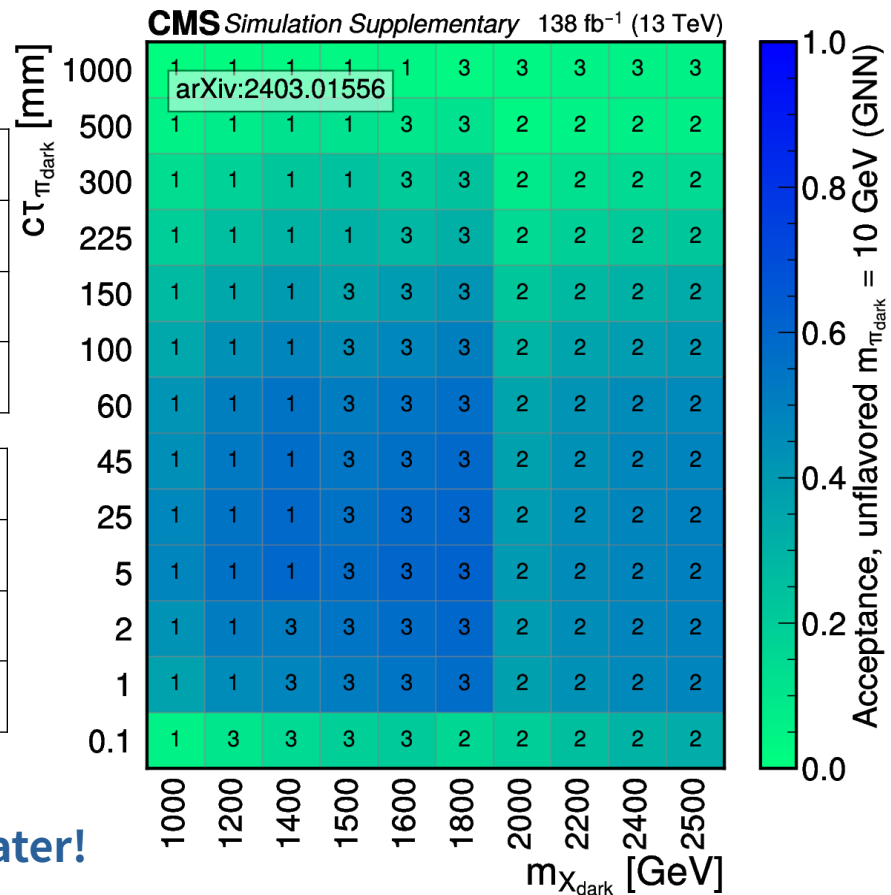 CMS Simulation Supplementary 138 fb⁻¹ (13 TeV)
cτ_π_dark [mm]
1000 1 1 1 1 1 3 3 3 3 3
arXiv:2403.01556
500 1 1 1 1 3 3 2 2 2 2
300 1 1 1 1 3 3 2 2 2 2
225 1 1 1 1 3 3 2 2 2 2
150 1 1 1 3 3 3 2 2 2 2
100 1 1 1 3 3 3 2 2 2 2
60 1 1 1 3 3 3 2 2 2 2
45 1 1 1 3 3 3 2 2 2 2
25 1 1 1 3 3 3 2 2 2 2
5 1 1 1 3 3 3 2 2 2 2
2 1 1 3 3 3 3 2 2 2 2
1 1 1 3 3 3 3 2 2 2 2
0.1 1 3 3 3 3 2 2 2 2 2
1000 1200 1400 1500 1600 1800 2000 2200 2400 2500
m_X_dark [GeV]
1.0
0.8
0.6
0.4
0.2
0.0
Acceptance, unflavored m_π_dark = 10 GeV (GNN)
ater!